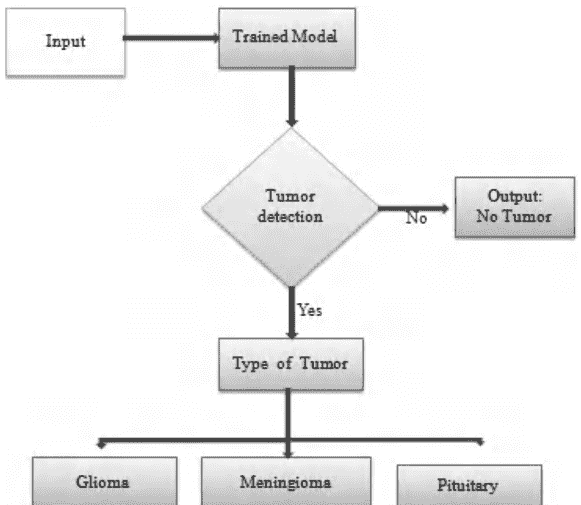 Input
Trained Model
Tumor
detection
No
Output:
No Tumor
Yes
Type of Tumor
Glioma
Meningioma
Pituitary